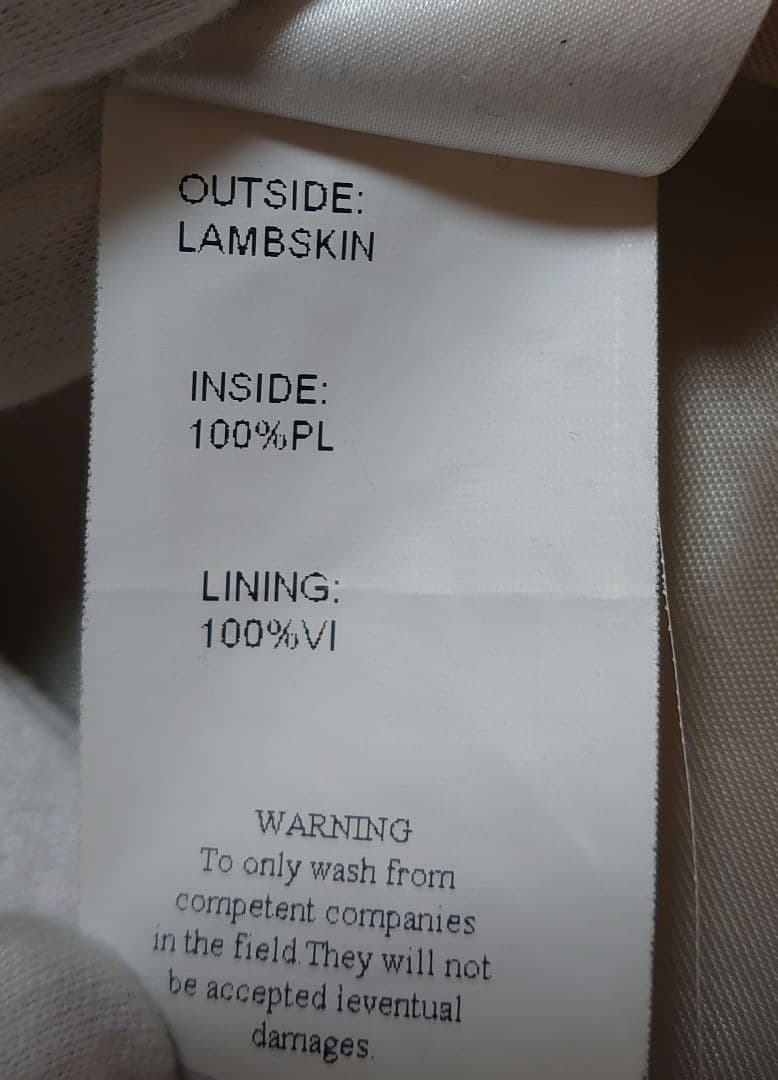 OUTSIDE:
LAMBSKIN
INSIDE:
100%PL
LINING:
100%VI
WARNING
To only wash from
competent companies
in the field.They will not
be accepted ìeventual
damages.